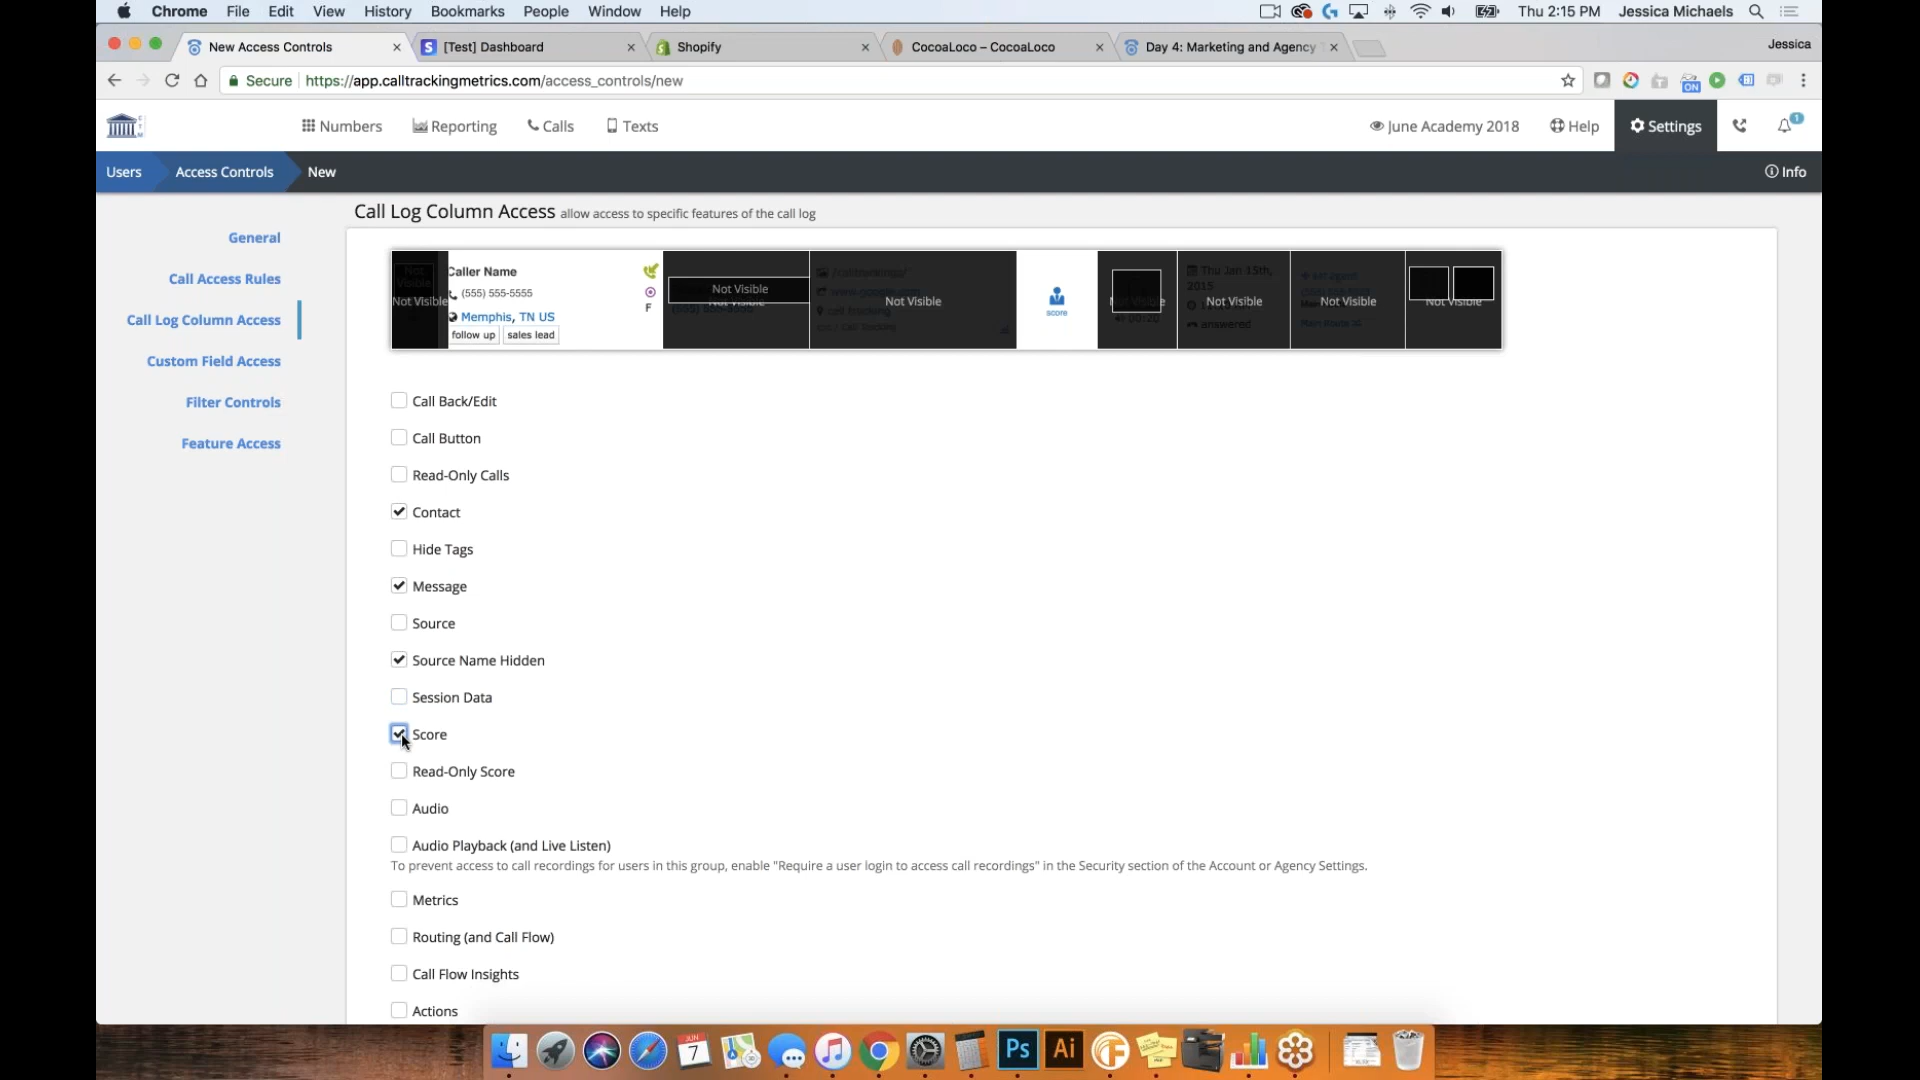 Chrome File Edit View History Bookmarks People Window Help Thu 2:15 PM Jessica Michaels
New Access Controls [Test] Dashboard Shopify CocoaLoco – CocoaLoco Day 4: Marketing and Agency Jessica
Secure https://app.calltrackingmetrics.com/access_controls/new ON
Numbers Reporting Calls Texts June Academy 2018 Help Settings 1
Users Access Controls New Info
Call Log Column Access allow access to specific features of the call log
General
Call Access Rules
Call Log Column Access
Custom Field Access
Filter Controls
Feature Access
Not Visible
Not Visible
Caller Name
(555) 555-5555
F
Memphis, TN US
follow up sales lead
Not Visible
Not Visible
Not Visible
score
Not Visible
Thu Jan 15th, 2015
Not Visible
answered
Not Visible
Not Visible
Call Back/Edit
Call Button
Read-Only Calls
Contact
Hide Tags
Message
Source
Source Name Hidden
Session Data
Score
Read-Only Score
Audio
Audio Playback (and Live Listen)
To prevent access to call recordings for users in this group, enable "Require a user login to access call recordings" in the Security section of the Account or Agency Settings.
Metrics
Routing (and Call Flow)
Call Flow Insights
Actions
JUN
7
Ps Ai